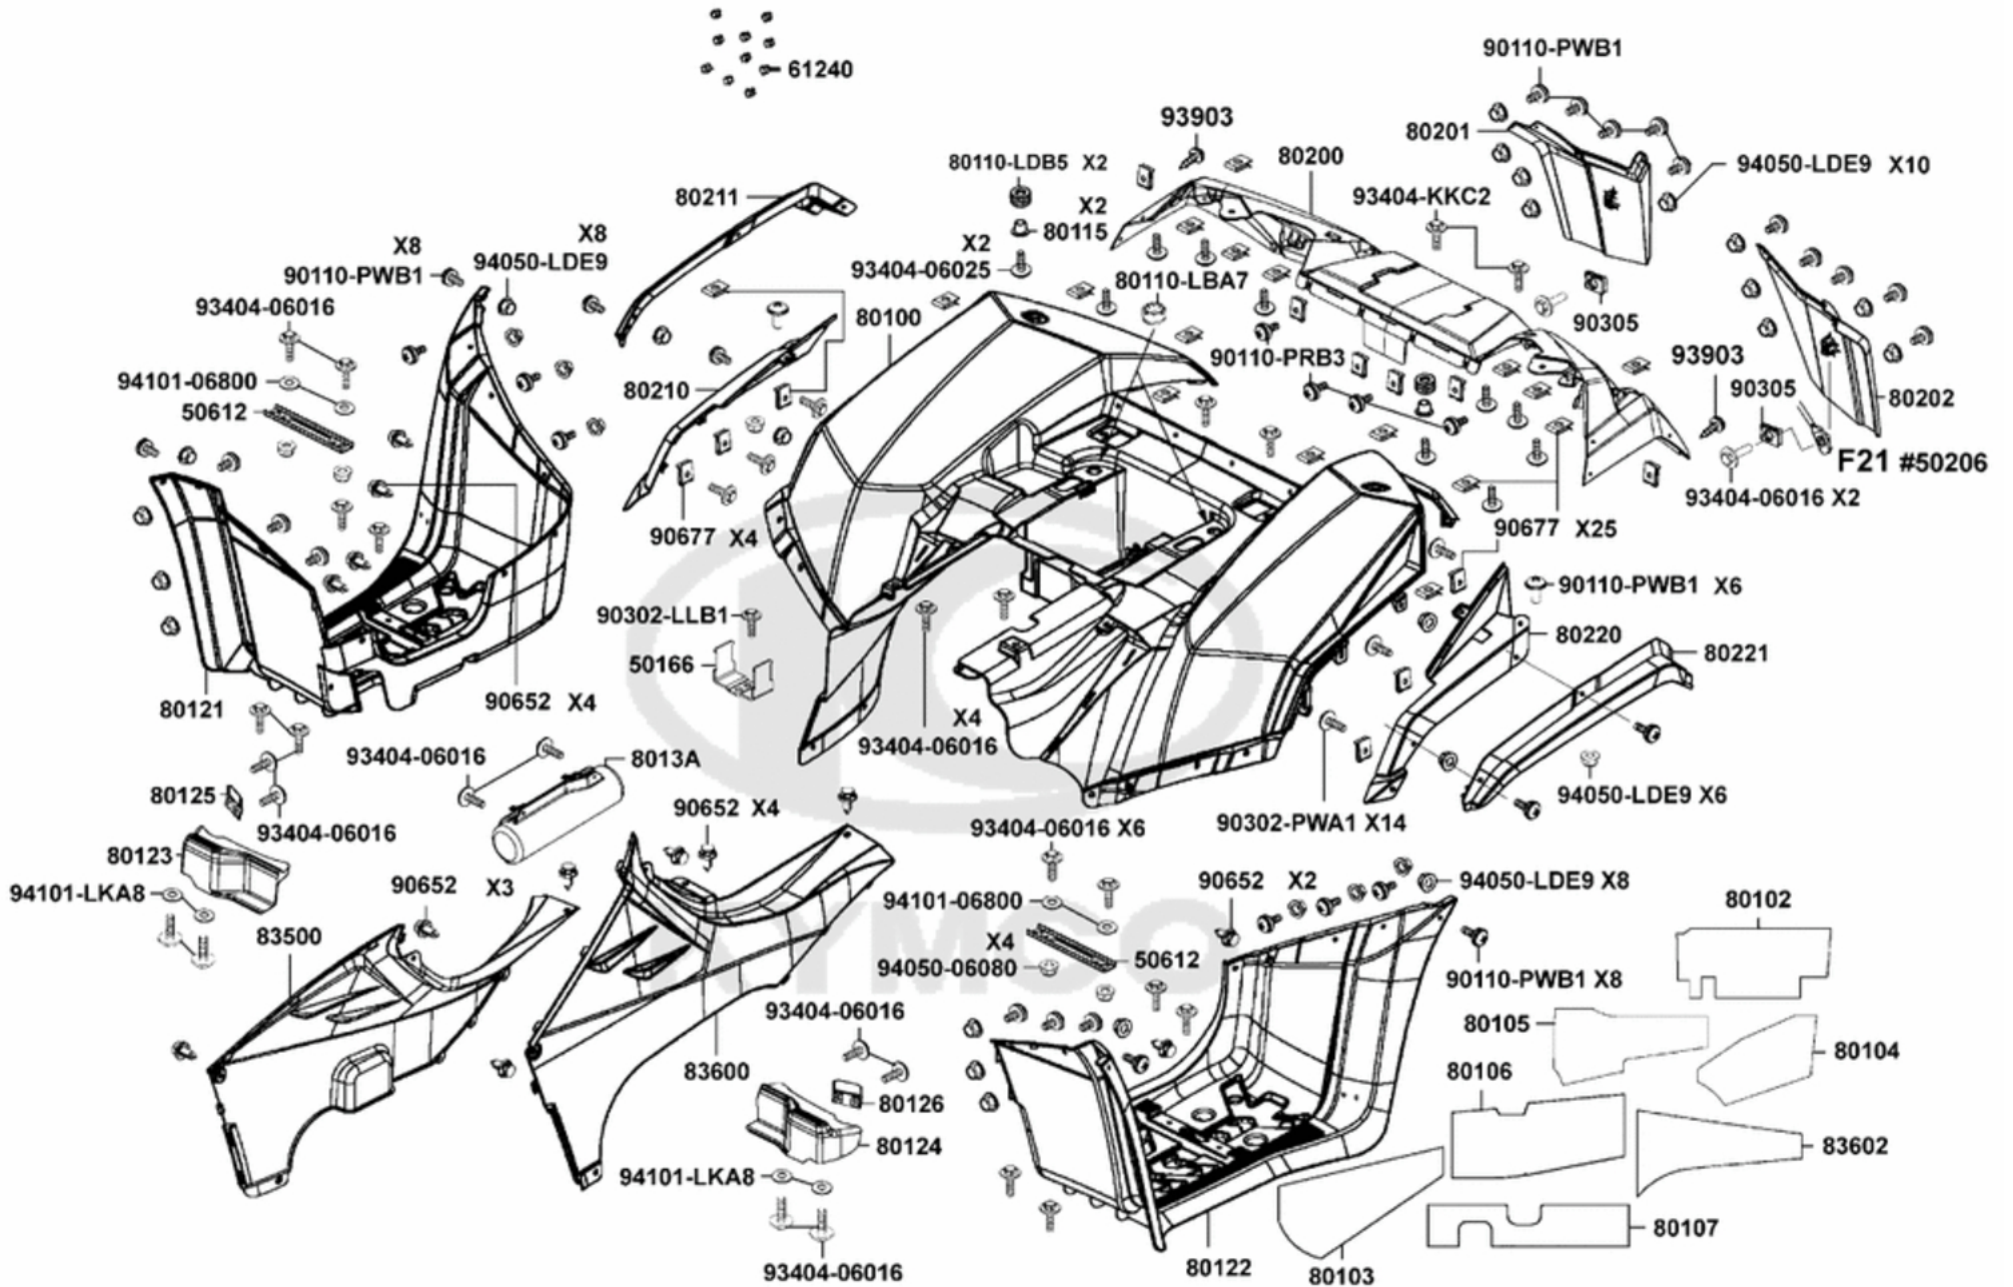 61240
90110-PWB1
93903
80201
80110-LDB5 X2
80200
94050-LDE9 X10
80211
93404-KKC2
X2
80115
X8
X8
X2
90110-PWB1
94050-LDE9
93404-06025
80110-LBA7
93404-06016
80100
90305
90110-PRB3
93903
94101-06800
80210
90305
80202
50612
F21 #50206
93404-06016 X2
90677 X4
90677 X25
90110-PWB1 X6
90302-LLB1
80220
50166
80221
80121
90652 X4
X4
93404-06016
93404-06016
8013A
80125
90652 X4
94050-LDE9 X6
93404-06016
93404-06016 X6
90302-PWA1 X14
80123
94101-LKA8
90652 X3
94101-06800
90652 X2
94050-LDE9 X8
80102
83500
X4
94050-06080
50612
90110-PWB1 X8
KYMCO
93404-06016
80105
83600
80104
80106
80126
80124
83602
94101-LKA8
80107
93404-06016
80122
80103